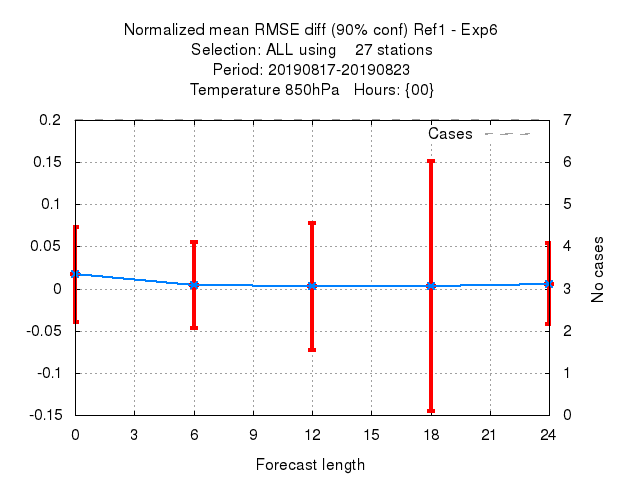 Normalized mean RMSE diff (90% conf) Ref1 - Exp6
Selection: ALL using    27 stations
Period: 20190817-20190823
Temperature 850hPa   Hours: {00}
Cases
0.2
0.15
0.1
0.05
0
-0.05
-0.1
-0.15
7
6
5
4
3
2
1
0
No cases
0 3 6 9 12 15 18 21 24
Forecast length